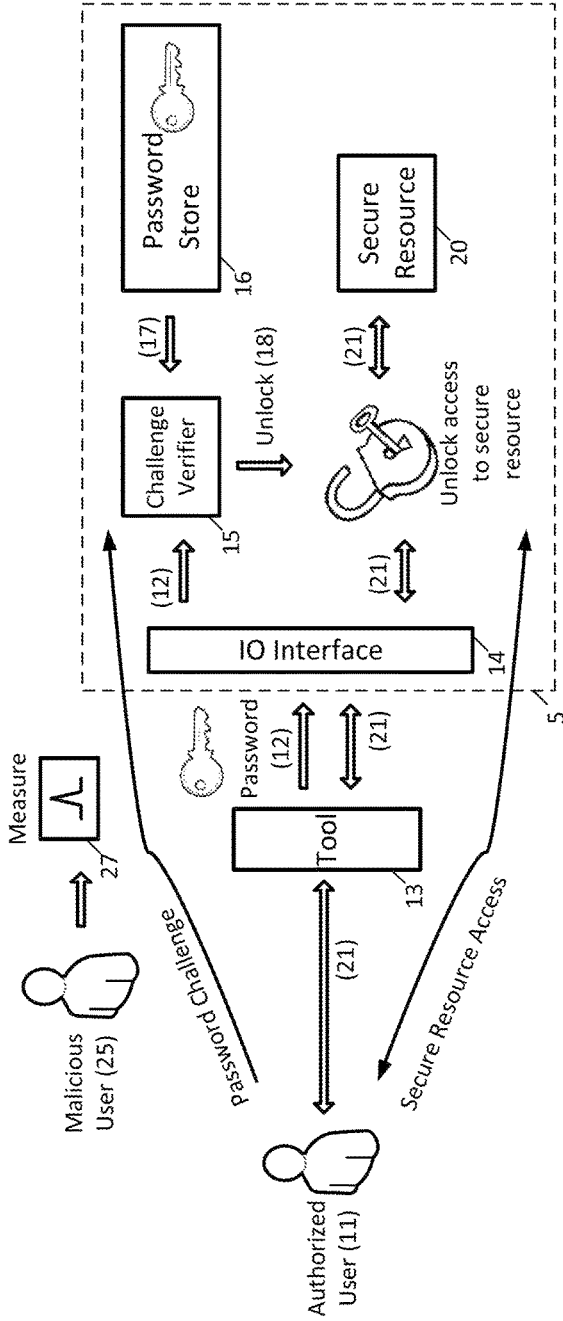 Malicious
User (25)
Measure
27
Password Challenge
Authorized
User (11)
(21)
Tool
13
Password
(12)
(21)
Secure Resource Access
5
IO Interface
14
(12)
Challenge
Verifier
15
(17)
Password
Store
16
Unlock (18)
(21)
Unlock access
to secure
resource
(21)
Secure
Resource
20